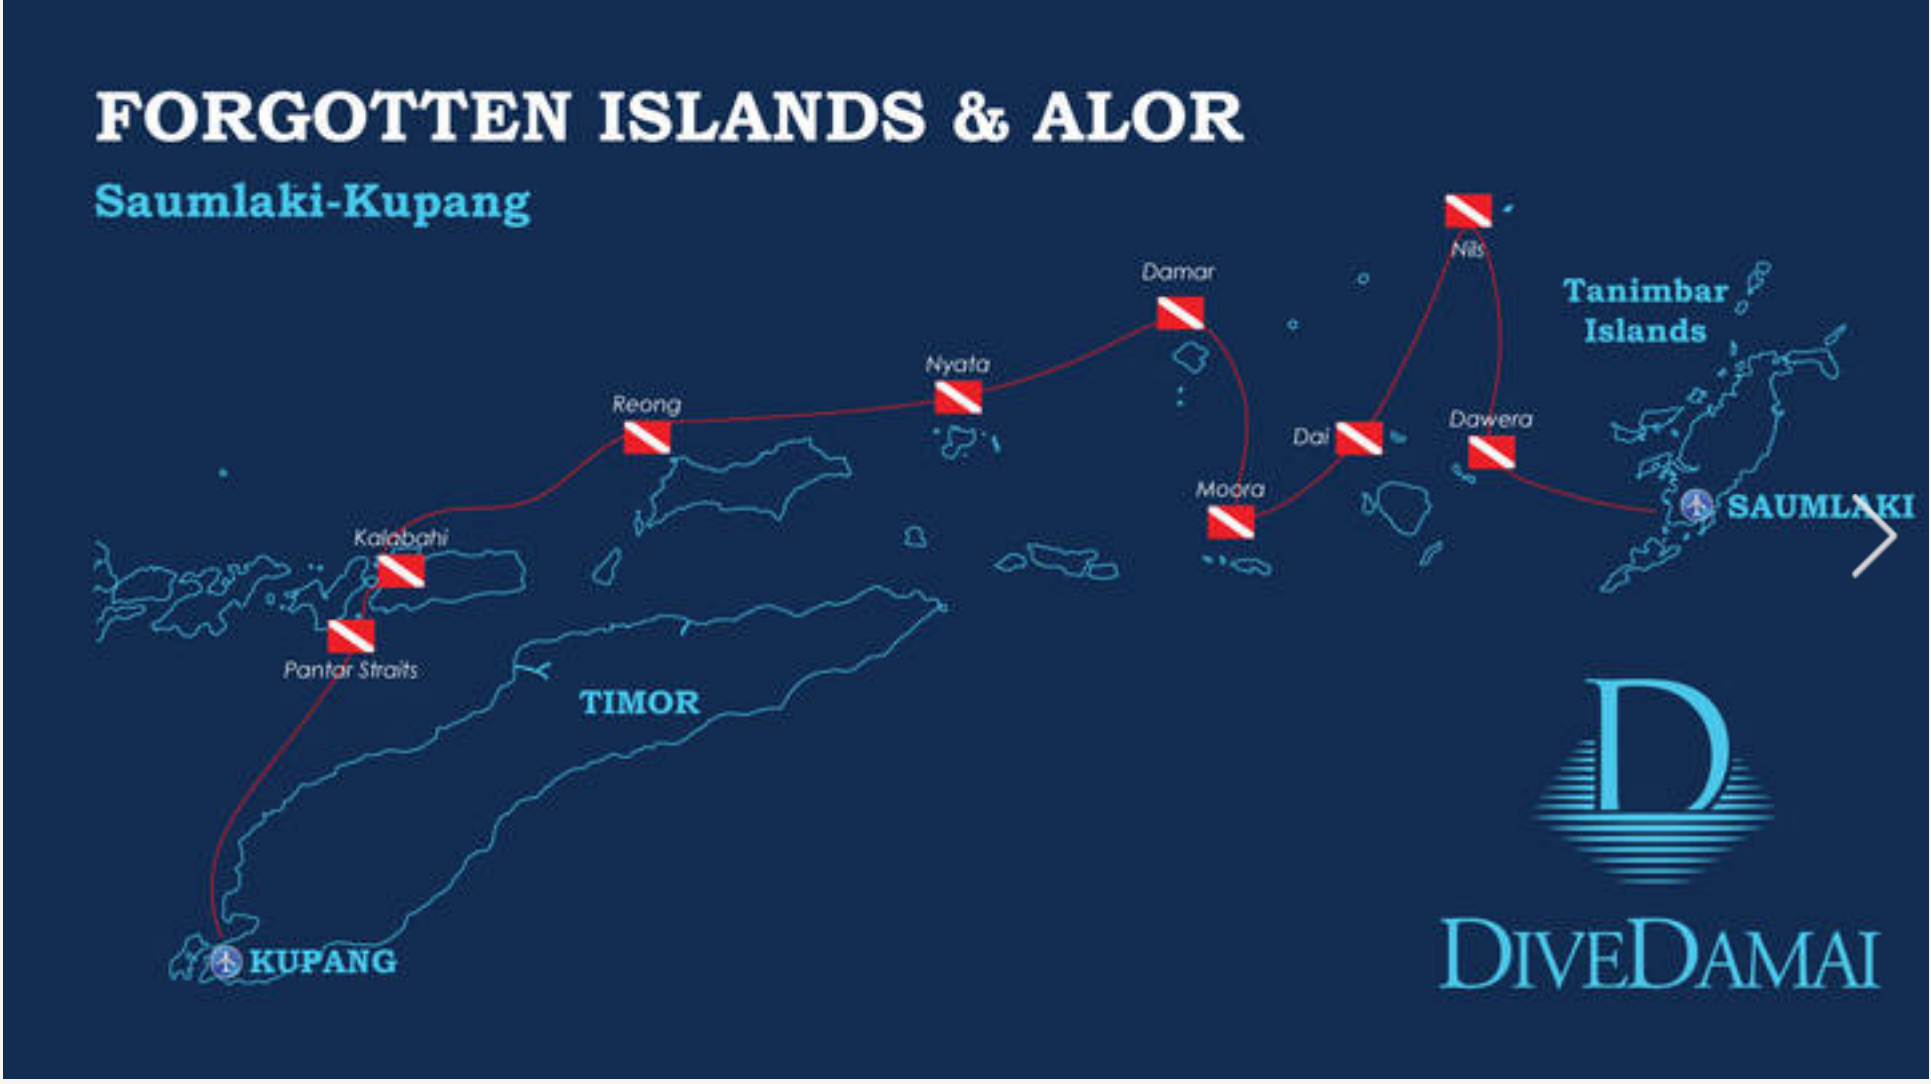 FORGOTTEN ISLANDS & ALOR
Saumlaki-Kupang
Nils
Damar
Tanimbar
Islands
Nyata
Reong
Dai
Dawera
Moora
SAUMLAKI
Kalabahi
Pantar Straits
TIMOR
D
KUPANG
DIVEDAMAI